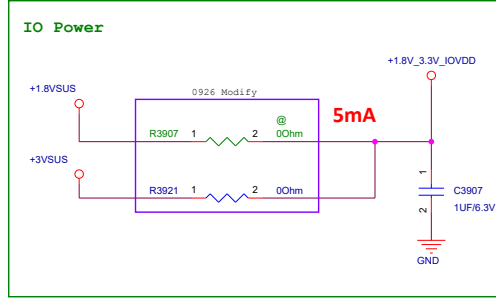 IO Power
+1.8V_3.3V_IOVDD
+1.8VSUS
0926 Modify
@
5mA
R3907 1 2 0Ohm
+3VSUS
R3921 1 2 0Ohm
1
C3907
2
1UF/6.3V
GND